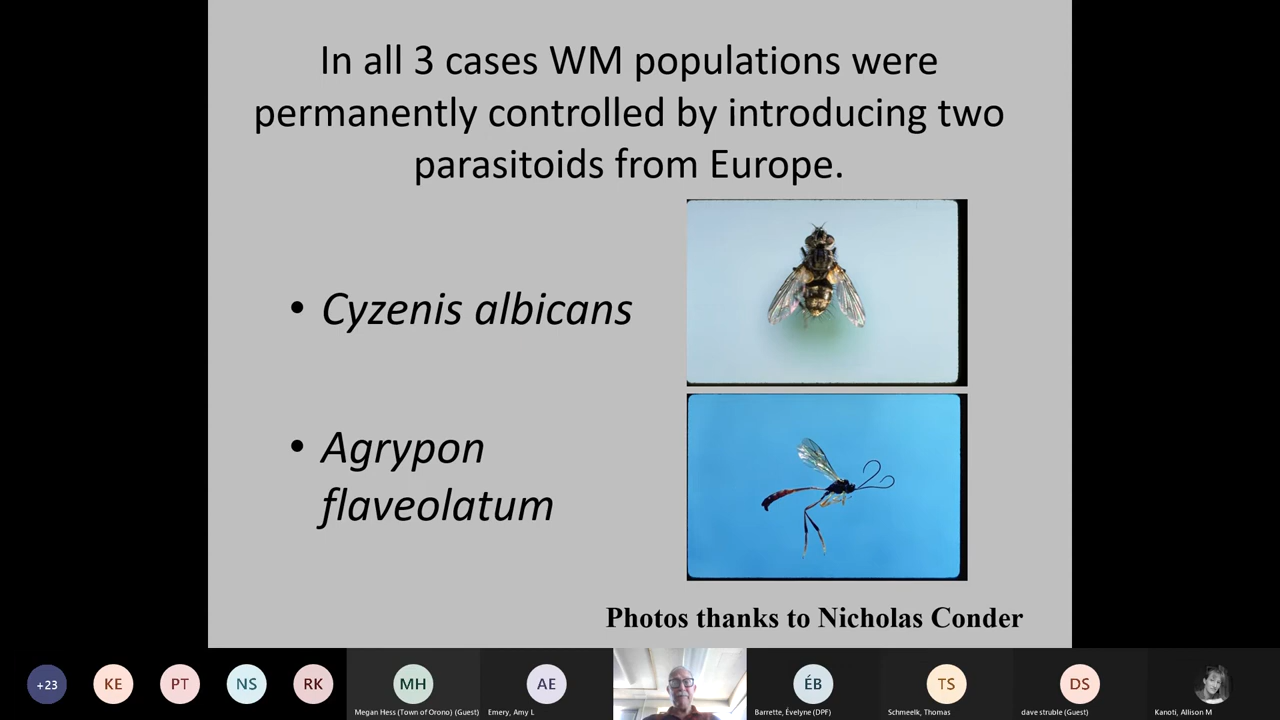 In all 3 cases WM populations were
permanently controlled by introducing two
parasitoids from Europe.
• Cyzenis albicans
• Agrypon
flaveolatum
Photos thanks to Nicholas Conder
+23
KE
PT
NS
RK
MH
AE
ÉB
TS
DS
Megan Hess (Town of Orono) (Guest)
Emery, Amy L
Barrette, Évelyne (DPF)
Schmeelk, Thomas
dave struble (Guest)
Kanoti, Allison M